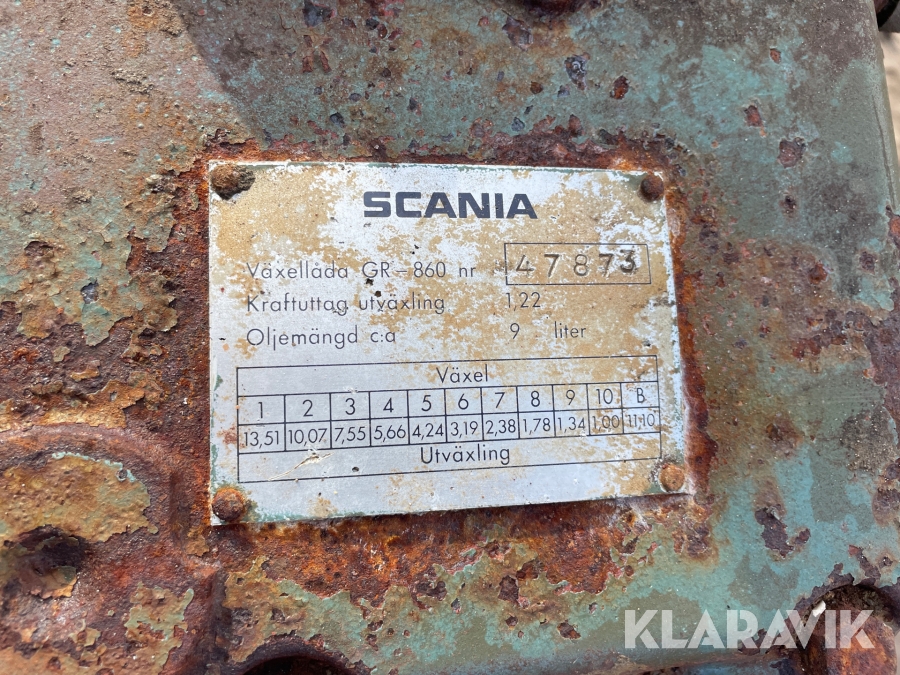 SCANIA
Växellåda GR-860 nr 47873
Kraftuttag utväxling 1,22
Oljemängd c:a 9 liter
Växel
1 2 3 4 5 6 7 8 9 10 B
13,51 10,07 7,55 5,66 4,24 3,19 2,38 1,78 1,34 1,00 11,10
Utväxling
KLARAVIK